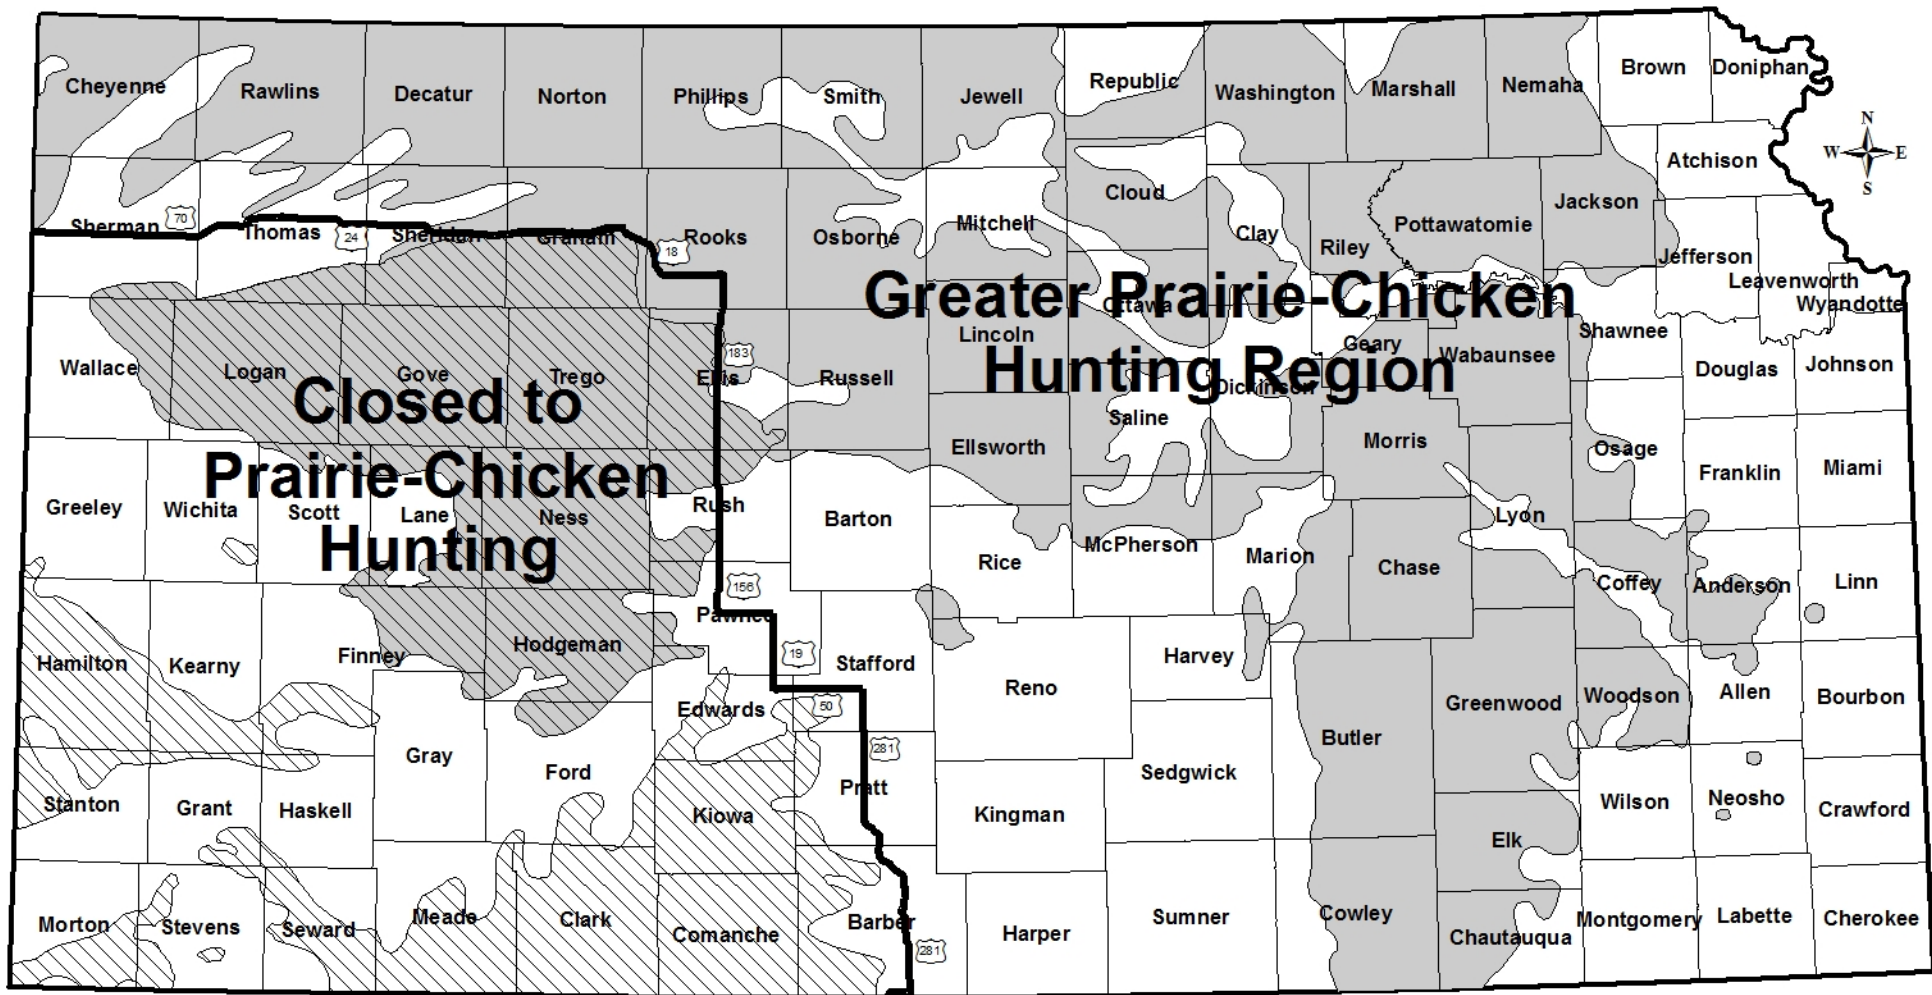 Cheyenne
Rawlins
Decatur
Norton
Phillips
Smith
Jewell
Republic
Washington
Marshall
Nemaha
Brown
Doniphan
N
W E
S
Atchison
Sherman
70
Thomas
24
Sheridan
Graham
18
Rooks
Osborne
Mitchell
Cloud
Clay
Riley
Pottawatomie
Jackson
Jefferson
Leavenworth
Wyandotte
Greater Prairie-Chicken
Hunting Region
Ottawa
Lincoln
Geary
Wabaunsee
Shawnee
Douglas
Johnson
Wallace
Logan
Gove
Trego
Ellis
183
Russell
Dickinson
Saline
Closed to
Prairie-Chicken
Hunting
Ellsworth
Morris
Osage
Franklin
Miami
Greeley
Wichita
Scott
Lane
Ness
Rush
Barton
Rice
McPherson
Marion
Chase
Lyon
Coffey
Anderson
Linn
156
Pawnee
Hamilton
Kearny
Finney
Hodgeman
19
Stafford
Reno
Harvey
Edwards
50
Butler
Greenwood
Woodson
Allen
Bourbon
281
Gray
Ford
Pratt
Sedgwick
Stanton
Grant
Haskell
Kiowa
Kingman
Elk
Wilson
Neosho
Crawford
Morton
Stevens
Seward
Meade
Clark
Comanche
Barber
281
Harper
Sumner
Cowley
Chautauqua
Montgomery
Labette
Cherokee